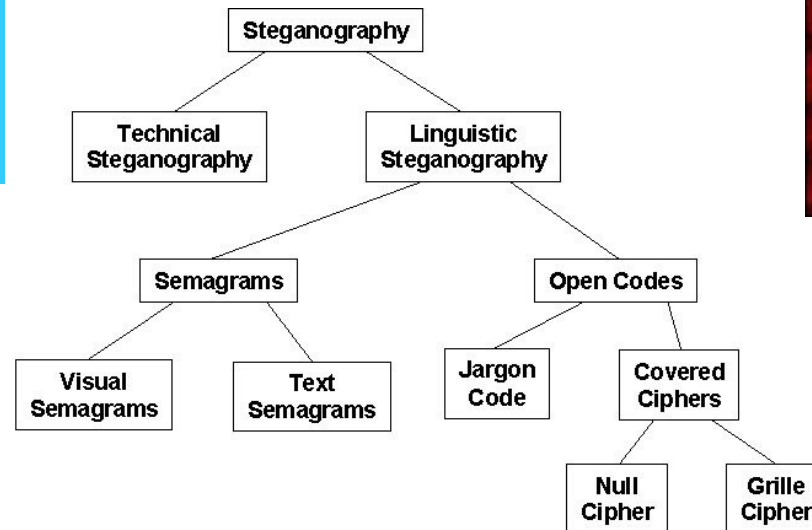 Steganography
Technical
Steganography
Linguistic
Steganography
Semagrams
Open Codes
Visual
Semagrams
Text
Semagrams
Jargon
Code
Covered
Ciphers
Null
Cipher
Grille
Cipher